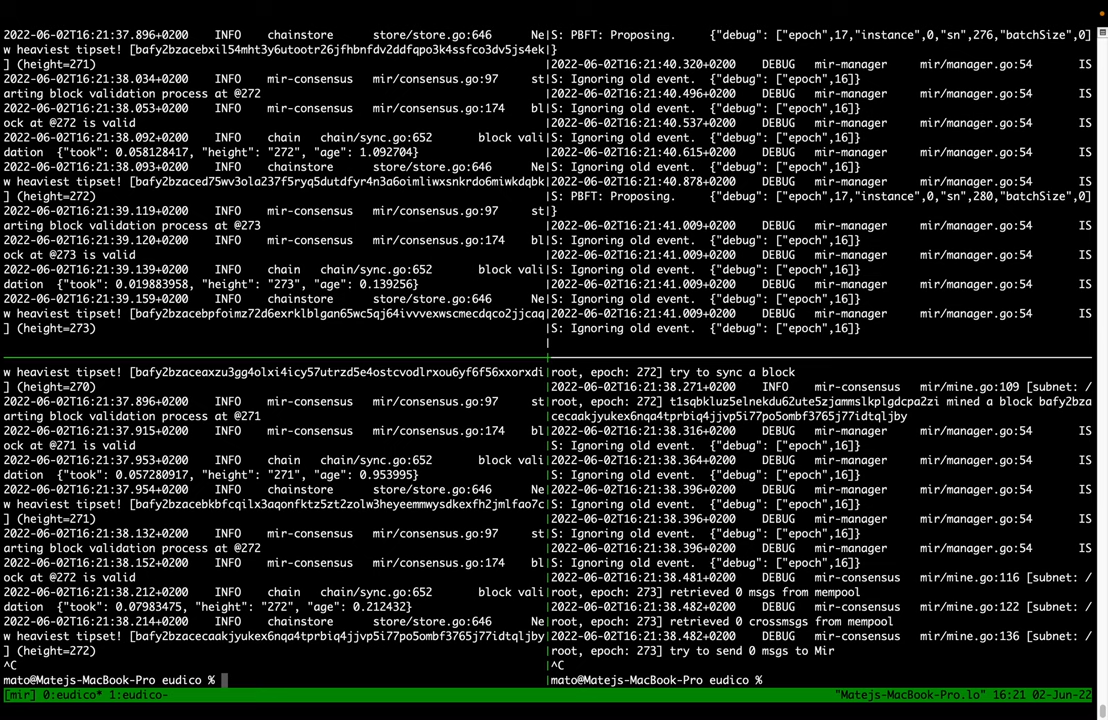 2022-06-02T16:21:37.896+0200 INFO chainstore store/store.go:646 Ne
w heaviest tipset! [bafy2bzacebxil54mht3y6utootr26jfhbnfdv2ddfqpo3k4ssfco3dv5js4ek
] (height=271)
2022-06-02T16:21:38.034+0200 INFO mir-consensus mir/consensus.go:97 st
arting block validation process at @272
2022-06-02T16:21:38.053+0200 INFO mir-consensus mir/consensus.go:174 bl
ock at @272 is valid
2022-06-02T16:21:38.092+0200 INFO chain chain/sync.go:652 block vali
dation {"took": 0.058128417, "height": "272", "age": 1.092704}
2022-06-02T16:21:38.093+0200 INFO chainstore store/store.go:646 Ne
w heaviest tipset! [bafy2bzaced75wv3ola237f5ryq5dutdfyr4n3a6oimliwxsnkrdo6miwkdqbk
] (height=272)
2022-06-02T16:21:39.119+0200 INFO mir-consensus mir/consensus.go:97 st
arting block validation process at @273
2022-06-02T16:21:39.120+0200 INFO mir-consensus mir/consensus.go:174 bl
ock at @273 is valid
2022-06-02T16:21:39.139+0200 INFO chain chain/sync.go:652 block vali
dation {"took": 0.019883958, "height": "273", "age": 0.139256}
2022-06-02T16:21:39.159+0200 INFO chainstore store/store.go:646 Ne
w heaviest tipset! [bafy2bzacebpfoimz72d6exrklblgan65wc5qj64ivvvexwscmecdqco2jjcaq
] (height=273)
S: PBFT: Proposing. {"debug": ["epoch",17,"instance",0,"sn",276,"batchSize",0]
}
2022-06-02T16:21:40.320+0200 DEBUG mir-manager mir/manager.go:54 IS
S: Ignoring old event. {"debug": ["epoch",16]}
2022-06-02T16:21:40.496+0200 DEBUG mir-manager mir/manager.go:54 IS
S: Ignoring old event. {"debug": ["epoch",16]}
2022-06-02T16:21:40.537+0200 DEBUG mir-manager mir/manager.go:54 IS
S: Ignoring old event. {"debug": ["epoch",16]}
2022-06-02T16:21:40.615+0200 DEBUG mir-manager mir/manager.go:54 IS
S: Ignoring old event. {"debug": ["epoch",16]}
2022-06-02T16:21:40.878+0200 DEBUG mir-manager mir/manager.go:54 IS
S: PBFT: Proposing. {"debug": ["epoch",17,"instance",0,"sn",280,"batchSize",0]
}
2022-06-02T16:21:41.009+0200 DEBUG mir-manager mir/manager.go:54 IS
S: Ignoring old event. {"debug": ["epoch",16]}
2022-06-02T16:21:41.009+0200 DEBUG mir-manager mir/manager.go:54 IS
S: Ignoring old event. {"debug": ["epoch",16]}
2022-06-02T16:21:41.009+0200 DEBUG mir-manager mir/manager.go:54 IS
S: Ignoring old event. {"debug": ["epoch",16]}
2022-06-02T16:21:41.009+0200 DEBUG mir-manager mir/manager.go:54 IS
S: Ignoring old event. {"debug": ["epoch",16]}
w heaviest tipset! [bafy2bzaceaxzu3gg4olxi4icy57utrzd5e4ostcvodlrxou6yf6f56xxorxdi
] (height=270)
2022-06-02T16:21:37.896+0200 INFO mir-consensus mir/consensus.go:97 st
arting block validation process at @271
2022-06-02T16:21:37.915+0200 INFO mir-consensus mir/consensus.go:174 bl
ock at @271 is valid
2022-06-02T16:21:37.953+0200 INFO chain chain/sync.go:652 block vali
dation {"took": 0.057280917, "height": "271", "age": 0.953995}
2022-06-02T16:21:37.954+0200 INFO chainstore store/store.go:646 Ne
w heaviest tipset! [bafy2bzacebkbfcqilx3aqonfktz5zt2zolw3heyeemmwysdkexfh2jmlfao7c
] (height=271)
2022-06-02T16:21:38.132+0200 INFO mir-consensus mir/consensus.go:97 st
arting block validation process at @272
2022-06-02T16:21:38.152+0200 INFO mir-consensus mir/consensus.go:174 bl
ock at @272 is valid
2022-06-02T16:21:38.212+0200 INFO chain chain/sync.go:652 block vali
dation {"took": 0.07983475, "height": "272", "age": 0.212432}
2022-06-02T16:21:38.214+0200 INFO chainstore store/store.go:646 Ne
w heaviest tipset! [bafy2bzacecaakjyukex6nqa4tprbiq4jjvp5i77po5ombf3765j77idtqljby
] (height=272)
^C
mato@Matejs-MacBook-Pro eudico %
root, epoch: 272] try to sync a block
2022-06-02T16:21:38.271+0200 INFO mir-consensus mir/mine.go:109 [subnet: /
root, epoch: 272] t1sqbkluz5elnekdu62ute5zjammslkplgdcpa2zi mined a block bafy2bza
cecaakjyukex6nqa4tprbiq4jjvp5i77po5ombf3765j77idtqljby
2022-06-02T16:21:38.316+0200 DEBUG mir-manager mir/manager.go:54 IS
S: Ignoring old event. {"debug": ["epoch",16]}
2022-06-02T16:21:38.364+0200 DEBUG mir-manager mir/manager.go:54 IS
S: Ignoring old event. {"debug": ["epoch",16]}
2022-06-02T16:21:38.396+0200 DEBUG mir-manager mir/manager.go:54 IS
S: Ignoring old event. {"debug": ["epoch",16]}
2022-06-02T16:21:38.396+0200 DEBUG mir-manager mir/manager.go:54 IS
S: Ignoring old event. {"debug": ["epoch",16]}
2022-06-02T16:21:38.396+0200 DEBUG mir-manager mir/manager.go:54 IS
S: Ignoring old event. {"debug": ["epoch",16]}
2022-06-02T16:21:38.481+0200 DEBUG mir-consensus mir/mine.go:116 [subnet: /
root, epoch: 273] retrieved 0 msgs from mempool
2022-06-02T16:21:38.482+0200 DEBUG mir-consensus mir/mine.go:122 [subnet: /
root, epoch: 273] retrieved 0 crossmsgs from mempool
2022-06-02T16:21:38.482+0200 DEBUG mir-consensus mir/mine.go:136 [subnet: /
root, epoch: 273] try to send 0 msgs to Mir
^C
mato@Matejs-MacBook-Pro eudico %
[mir] 0:eudico* 1:eudico- "Matejs-MacBook-Pro.lo" 16:21 02-Jun-22